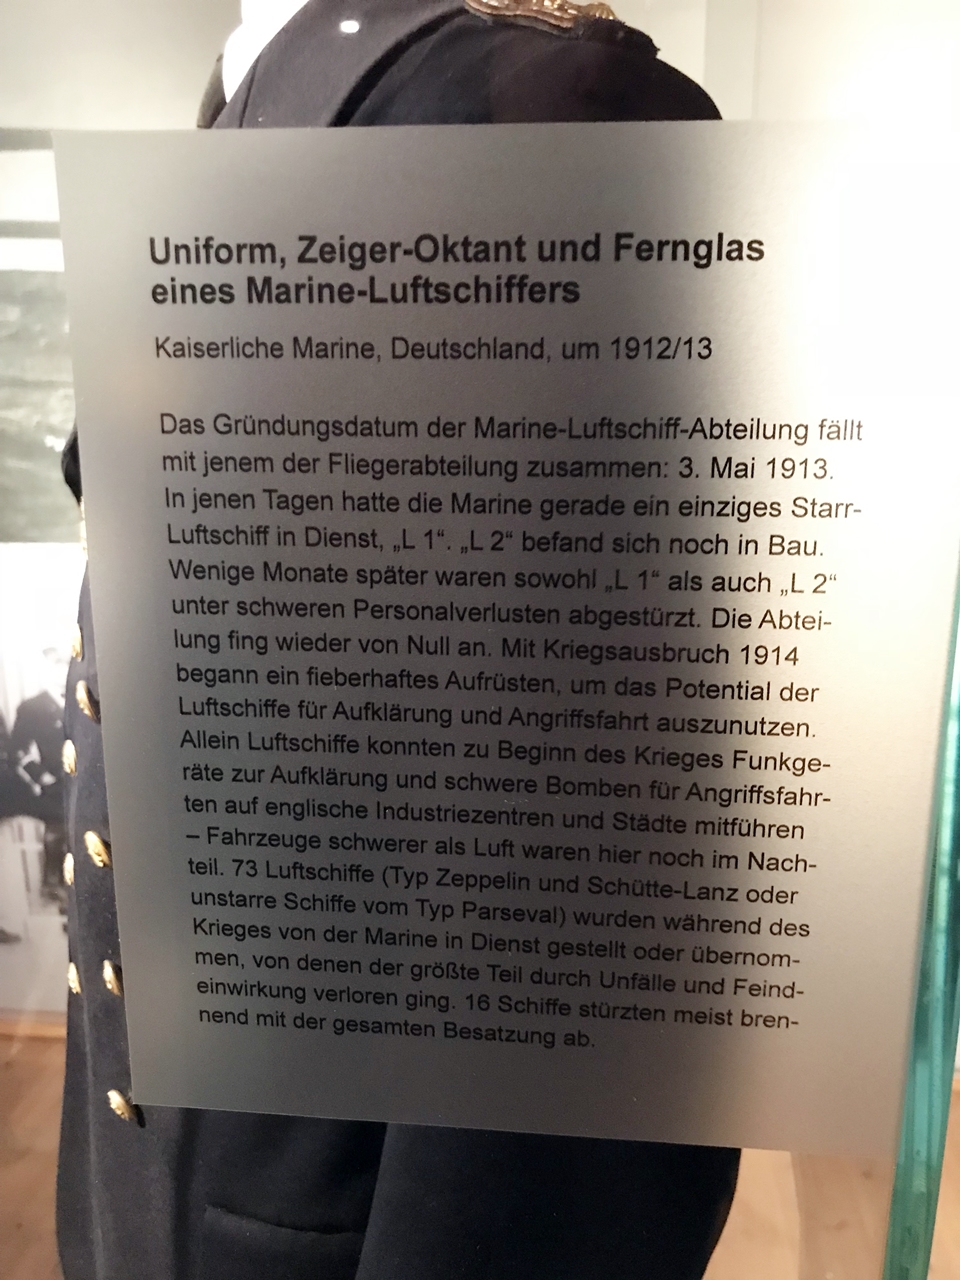 Uniform, Zeiger-Oktant und Fernglas
eines Marine-Luftschiffers
Kaiserliche Marine, Deutschland, um 1912/13
Das Gründungsdatum der Marine-Luftschiff-Abteilung fällt
mit jenem der Fliegerabteilung zusammen: 3. Mai 1913.
In jenen Tagen hatte die Marine gerade ein einziges Starr-
Luftschiff in Dienst, „L 1“. „L 2“ befand sich noch in Bau.
Wenige Monate später waren sowohl „L 1“ als auch „L 2“
unter schweren Personalverlusten abgestürzt. Die Abtei-
lung fing wieder von Null an. Mit Kriegsausbruch 1914
begann ein fieberhaftes Aufrüsten, um das Potential der
Luftschiffe für Aufklärung und Angriffsfahrt auszunutzen.
Allein Luftschiffe konnten zu Beginn des Krieges Funkge-
räte zur Aufklärung und schwere Bomben für Angriffsfahr-
ten auf englische Industriezentren und Städte mitführen
– Fahrzeuge schwerer als Luft waren hier noch im Nach-
teil. 73 Luftschiffe (Typ Zeppelin und Schütte-Lanz oder
unstarre Schiffe vom Typ Parseval) wurden während des
Krieges von der Marine in Dienst gestellt oder übernom-
men, von denen der größte Teil durch Unfälle und Feind-
einwirkung verloren ging. 16 Schiffe stürzten meist bren-
nend mit der gesamten Besatzung ab.